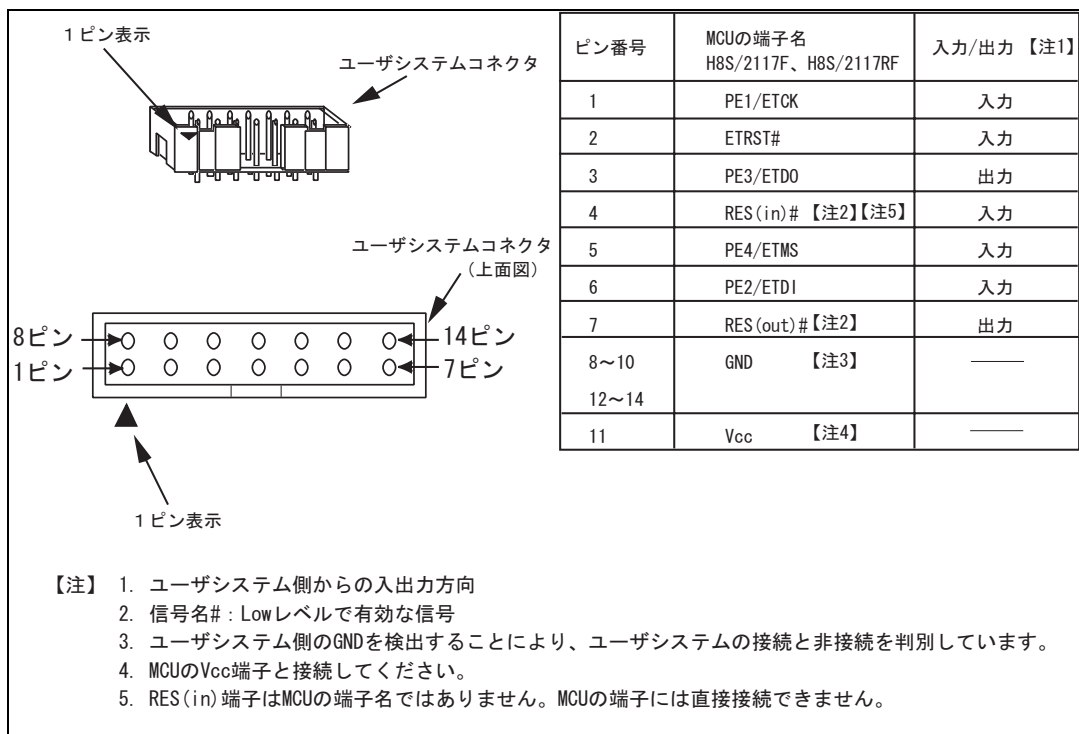 1ピン表示
ユーザシステムコネクタ
ユーザシステムコネクタ
(上面図)
8ピン
14ピン
1ピン
7ピン
1ピン表示
ピン番号 MCUの端子名 H8S/2117F、H8S/2117RF 入力/出力 【注1】
1 PE1/ETCK 入力
2 ETRST# 入力
3 PE3/ETDO 出力
4 RES(in)# 【注2】【注5】 入力
5 PE4/ETMS 入力
6 PE2/ETDI 入力
7 RES(out)#【注2】 出力
8~10 GND 【注3】 ———
12~14
11 Vcc 【注4】 ———
【注】 1. ユーザシステム側からの入出力方向
2. 信号名#:Lowレベルで有効な信号
3. ユーザシステム側のGNDを検出することにより、ユーザシステムの接続と非接続を判別しています。
4. MCUのVcc端子と接続してください。
5. RES(in)端子はMCUの端子名ではありません。MCUの端子には直接接続できません。